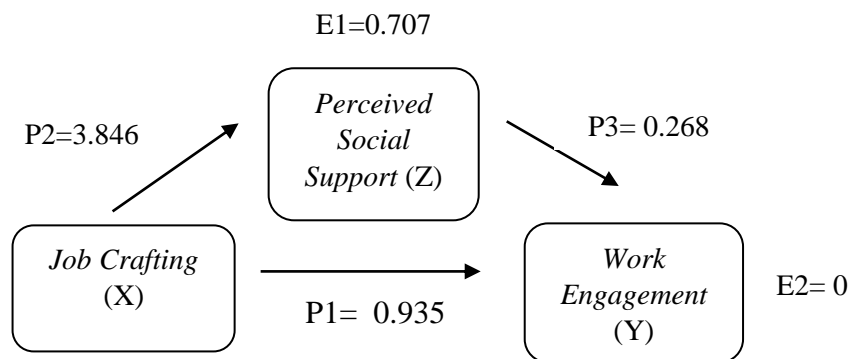 E1=0.707
Perceived
Social
Support (Z)
P2=3.846
P3= 0.268
Job Crafting
(X)
P1= 0.935
Work
Engagement
(Y)
E2= 0